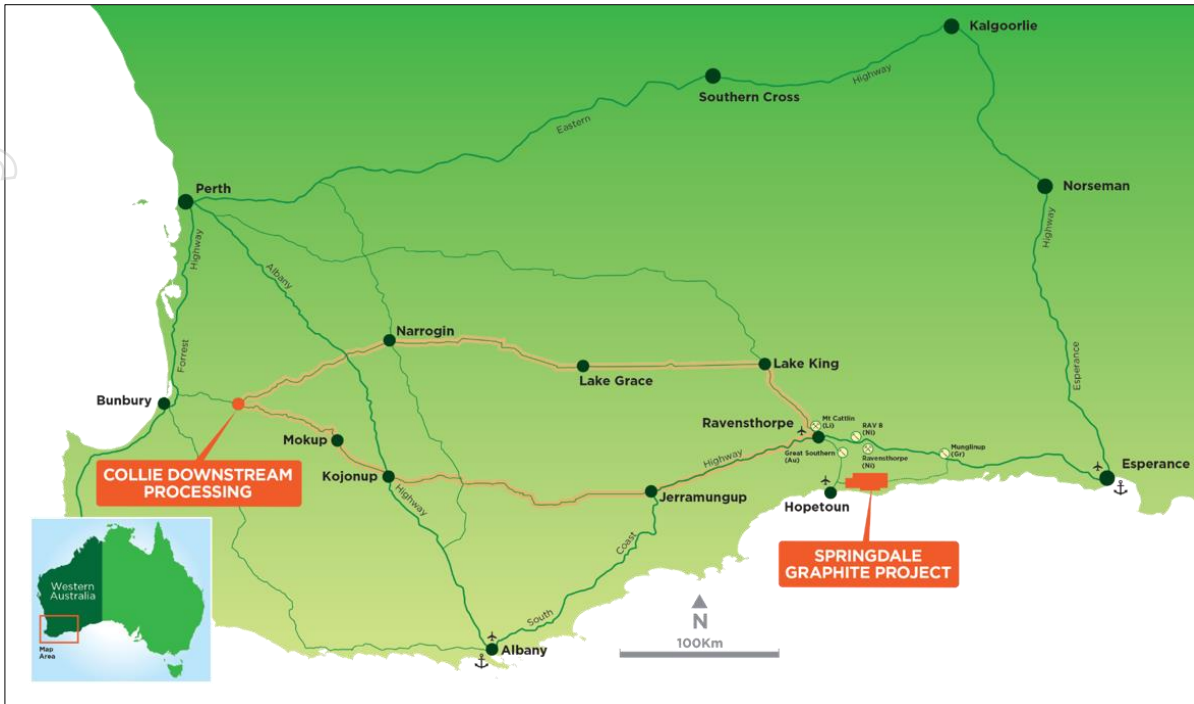 Kalgoorlie
Highway
Southern Cross
Eastern
Perth
Norseman
Highway
Albany
Highway
Esperance
Forrest
Narrogin
Lake King
Lake Grace
Bunbury
Ravensthorpe
Mt Cattlin
(Li)
RAV 8
(Ni)
Mokup
Great Southern
(Au)
Ravensthorpe
(Ni)
Munglinup
(Gr)
COLLIE DOWNSTREAM
PROCESSING
Kojonup
Highway
Highway
Jerramungup
Esperance
Hopetoun
Coast
SPRINGDALE
GRAPHITE PROJECT
Western
Australia
Map
Area
South
Albany
N
100Km